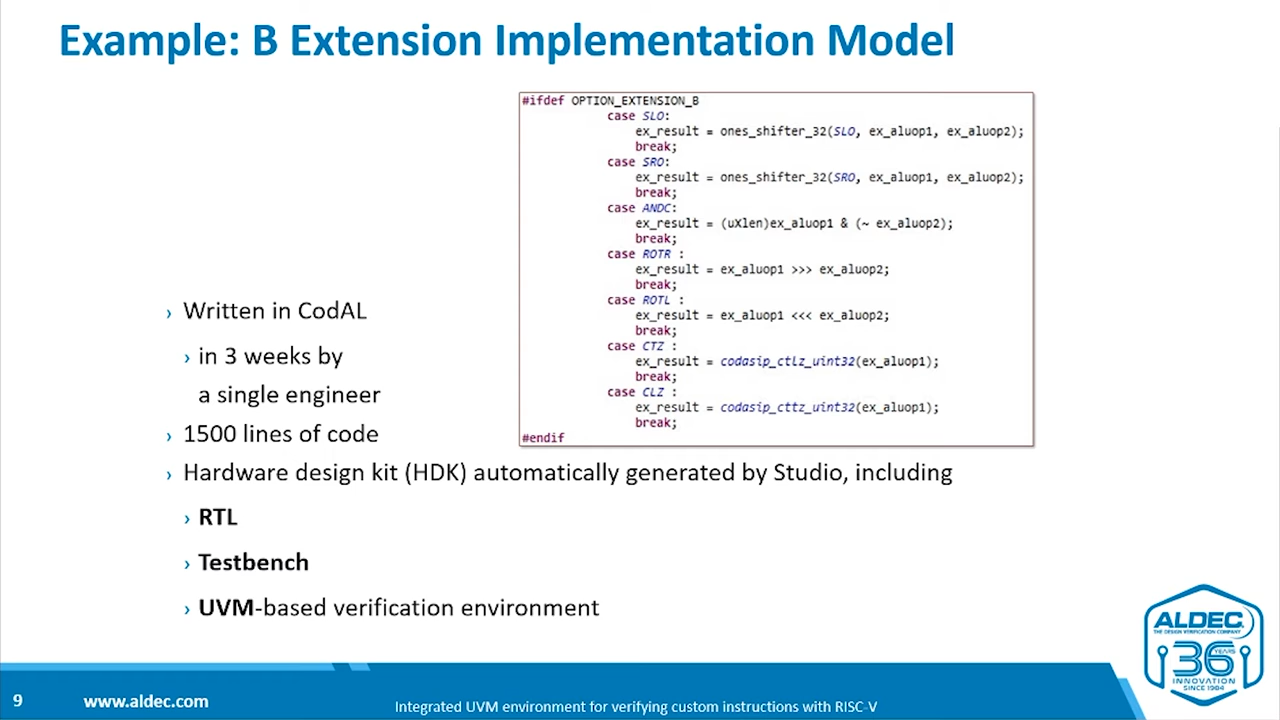 Example: B Extension Implementation Model
#ifdef OPTION_EXTENSION_B
case SLO:
ex_result = ones_shifter_32(SLO, ex_aluop1, ex_aluop2);
break;
case SRO:
ex_result = ones_shifter_32(SRO, ex_aluop1, ex_aluop2);
break;
case ANDC:
ex_result = (uXlen)ex_aluop1 & (~ ex_aluop2);
break;
case ROTR :
ex_result = ex_aluop1 >>> ex_aluop2;
break;
case ROTL :
ex_result = ex_aluop1 <<< ex_aluop2;
break;
case CTZ :
ex_result = codasip_ctlz_uint32(ex_aluop1);
break;
case CLZ :
ex_result = codasip_cttz_uint32(ex_aluop1);
break;
#endif
› Written in CodAL
› in 3 weeks by
a single engineer
› 1500 lines of code
› Hardware design kit (HDK) automatically generated by Studio, including
› RTL
› Testbench
› UVM-based verification environment
ALDEC
THE DESIGN VERIFICATION COMPANY
36 YEARS
INNOVATION
SINCE 1984
9
www.aldec.com
Integrated UVM environment for verifying custom instructions with RISC-V